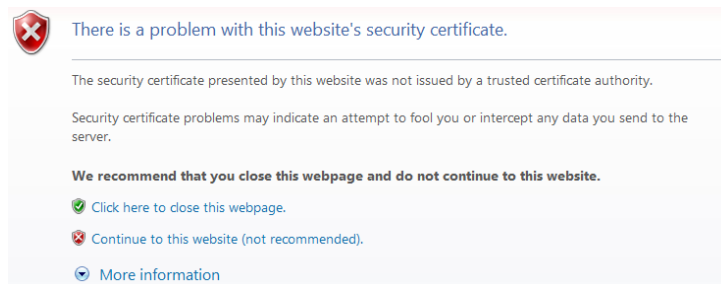 There is a problem with this website's security certificate.
The security certificate presented by this website was not issued by a trusted certificate authority.
Security certificate problems may indicate an attempt to fool you or intercept any data you send to the
server.
We recommend that you close this webpage and do not continue to this website.
Click here to close this webpage.
Continue to this website (not recommended).
More information